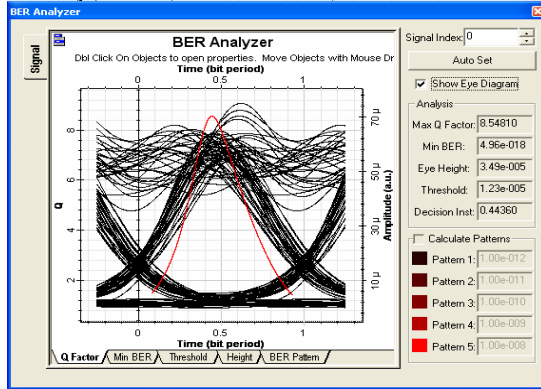 BER Analyzer
Signal
BER Analyzer
Dbl Click On Objects to open properties. Move Objects with Mouse Dr
Time (bit period)
0 0.5 1
Q
8
6
4
2
Amplitude (a.u.)
70 µ
50 µ
30 µ
10 µ
0 0.5 1
Time (bit period)
Q Factor Min BER Threshold Height BER Pattern
Signal Index: 0
Auto Set
Show Eye Diagram
Analysis
Max Q Factor: 8.54810
Min BER: 4.96e-018
Eye Height: 3.49e-005
Threshold: 1.23e-005
Decision Inst: 0.44360
Calculate Patterns
Pattern 1: 1.00e-012
Pattern 2: 1.00e-011
Pattern 3: 1.00e-010
Pattern 4: 1.00e-009
Pattern 5: 1.00e-008